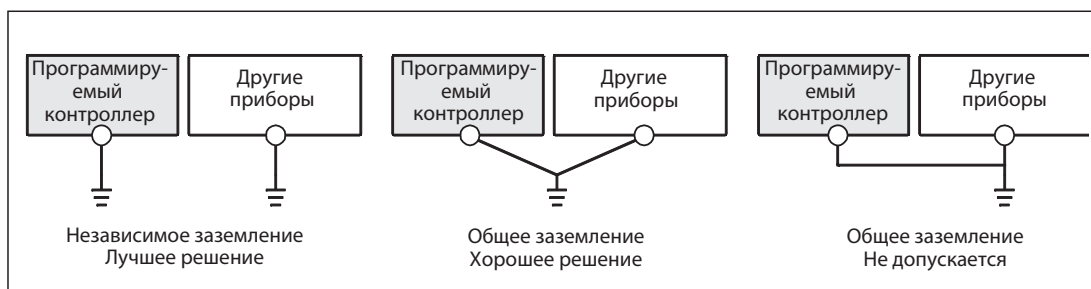 Программиру-
емый
контроллер
Другие
приборы
Независимое заземление
Лучшее решение
Программиру-
емый
контроллер
Другие
приборы
Общее заземление
Хорошее решение
Программиру-
емый
контроллер
Другие
приборы
Общее заземление
Не допускается